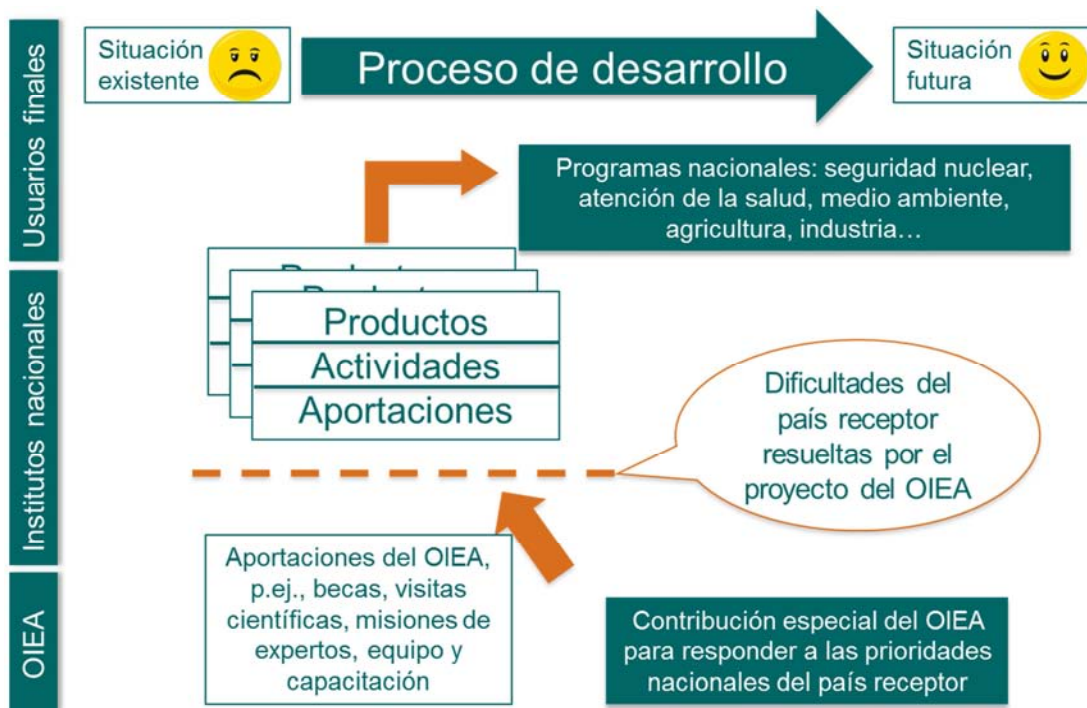 Usuarios finales
Situación
existente
Proceso de desarrollo
Situación
futura
Programas nacionales: seguridad nuclear,
atención de la salud, medio ambiente,
agricultura, industria…
Institutos nacionales
Productos
Actividades
Aportaciones
Dificultades del
país receptor
resueltas por el
proyecto del OIEA
OIEA
Aportaciones del OIEA,
p.ej., becas, visitas
científicas, misiones de
expertos, equipo y
capacitación
Contribución especial del OIEA
para responder a las prioridades
nacionales del país receptor